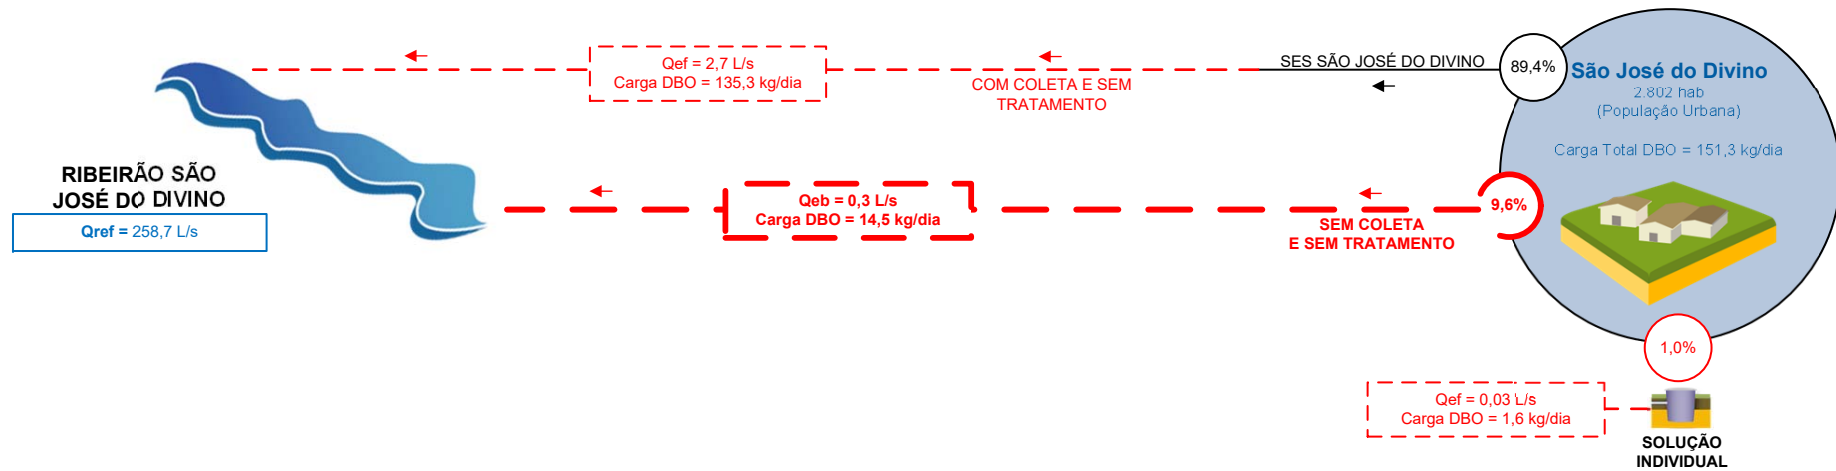 Qef = 2,7 L/s
Carga DBO = 135,3 kg/dia
COM COLETA E SEM
TRATAMENTO
SES SÃO JOSÉ DO DIVINO
89,4%
São José do Divino
2.802 hab
(População Urbana)
Carga Total DBO = 151,3 kg/dia
RIBEIRÃO SÃO
JOSÉ DO DIVINO
Qref = 258,7 L/s
Qeb = 0,3 L/s
Carga DBO = 14,5 kg/dia
SEM COLETA
E SEM TRATAMENTO
9,6%
1,0%
Qef = 0,03 L/s
Carga DBO = 1,6 kg/dia
SOLUÇÃO
INDIVIDUAL